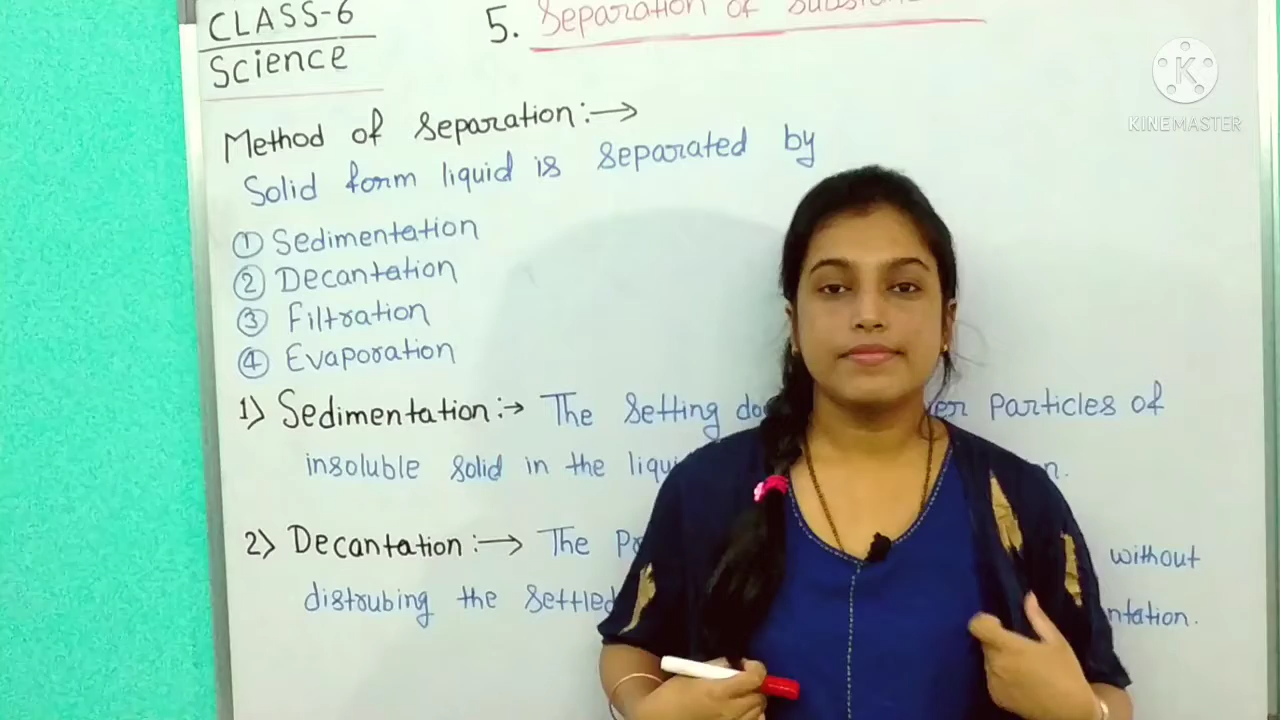 CLASS-6
Science
5. Separation of
Method of separation:→
Solid form liquid is separated by
① Sedimentation
② Decantation
③ Filtration
④ Evaporation
1) Sedimentation:→ The Setting particles of
insoluble solid in the
2) Decantation:→ The without
distrubing the settled
KINEMASTER